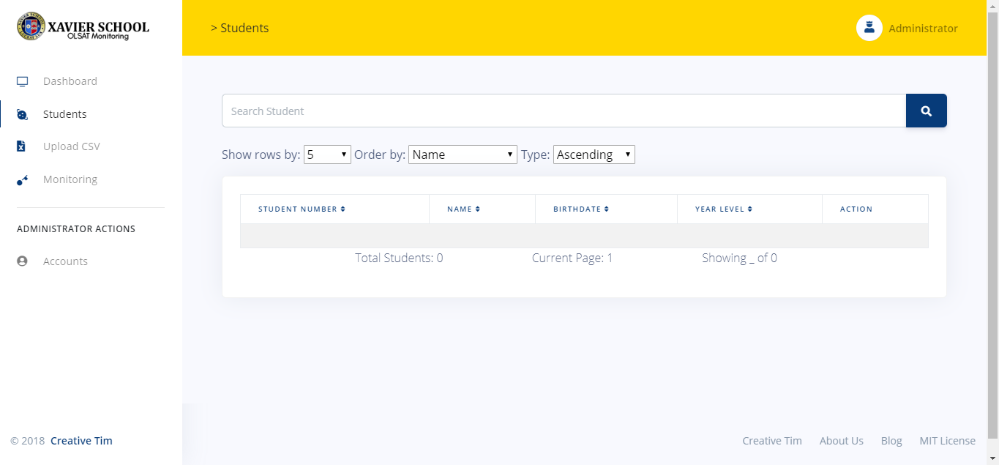 XAVIER SCHOOL
OLSAT Monitoring
> Students
Administrator
Dashboard
Students
Upload CSV
Monitoring
ADMINISTRATOR ACTIONS
Accounts
Search Student
Show rows by: 5 Order by: Name Type: Ascending
STUDENT NUMBER NAME BIRTHDATE YEAR LEVEL ACTION
Total Students: 0 Current Page: 1 Showing _ of 0
© 2018 Creative Tim
Creative Tim About Us Blog MIT License